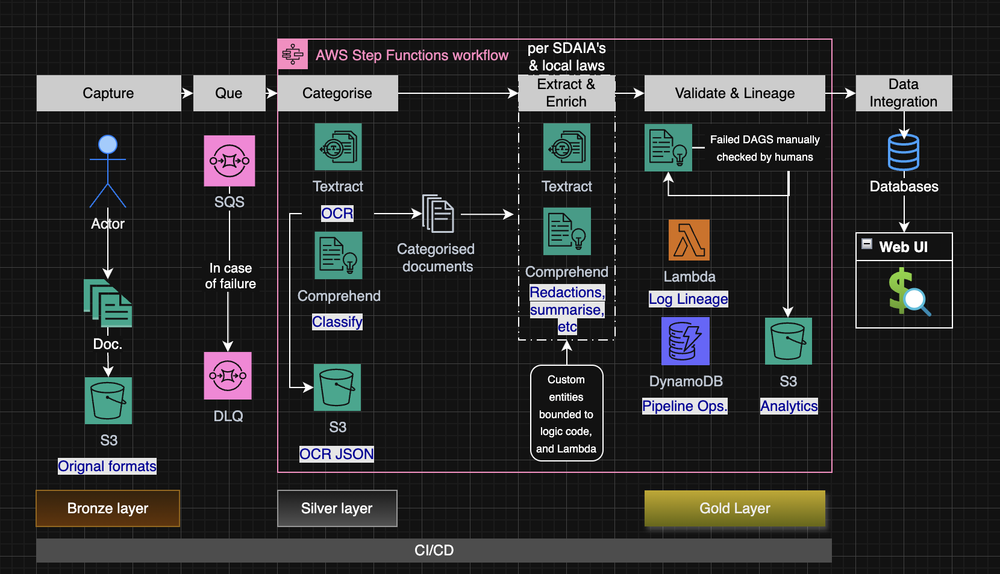 AWS Step Functions workflow
per SDAIA's
& local laws
Capture
Que
Categorise
Extract &
Enrich
Validate & Lineage
Data
Integration
Actor
Doc.
S3
Orignal formats
SQS
In case
of failure
DLQ
Textract
OCR
Comprehend
Classify
S3
OCR JSON
Categorised
documents
Textract
Comprehend
Redactions,
summarise,
etc
Custom
entities
bounded to
logic code,
and Lambda
Failed DAGS manually
checked by humans
Lambda
Log Lineage
DynamoDB
Pipeline Ops.
S3
Analytics
Databases
Web UI
Bronze layer
Silver layer
Gold Layer
CI/CD